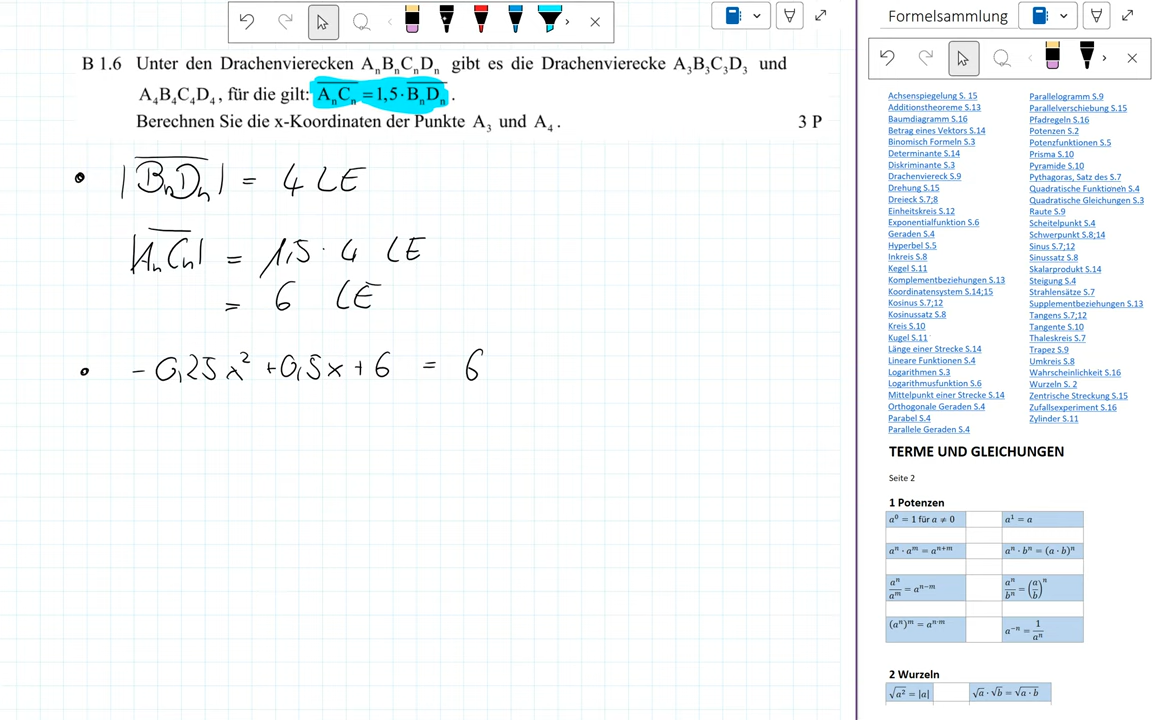 Formelsammlung
B 1.6 Unter den Drachenvierecken AₙBₙCₙDₙ gibt es die Drachenvierecke A₃B₃C₃D₃ und
A₄B₄C₄D₄, für die gilt: AₙCₙ = 1,5 · BₙDₙ.
Berechnen Sie die x-Koordinaten der Punkte A₃ und A₄. 3 P
• |BₙDₙ| = 4 LE
|AₙCₙ| = 1,5 · 4 LE
= 6 LE
• - 0,25x² + 0,5x + 6 = 6
Achsenspiegelung S. 15
Additionstheoreme S.13
Baumdiagramm S.16
Betrag eines Vektors S.14
Binomisch Formeln S.3
Determinante S.14
Diskriminante S.3
Drachenviereck S.9
Drehung S.15
Dreieck S.7;8
Einheitskreis S.12
Exponentialfunktion S.6
Geraden S.4
Hyperbel S.5
Inkreis S.8
Kegel S.11
Komplementbeziehungen S.13
Koordinatensystem S.14;15
Kosinus S.7;12
Kosinussatz S.8
Kreis S.10
Kugel S.11
Länge einer Strecke S.14
Lineare Funktionen S.4
Logarithmen S.3
Logarithmusfunktion S.6
Mittelpunkt einer Strecke S.14
Orthogonale Geraden S.4
Parabel S.4
Parallele Geraden S.4
Parallelogramm S.9
Parallelverschiebung S.15
Pfadregeln S.16
Potenzen S.2
Potenzfunktionen S.5
Prisma S.10
Pyramide S.10
Pythagoras, Satz des S.7
Quadratische Funktionen S.4
Quadratische Gleichungen S.3
Raute S.9
Scheitelpunkt S.4
Schwerpunkt S.8;14
Sinus S.7;12
Sinussatz S.8
Skalarprodukt S.14
Steigung S.4
Strahlensätze S.7
Supplementbeziehungen S.13
Tangens S.7;12
Tangente S.10
Thaleskreis S.7
Trapez S.9
Umkreis S.8
Wahrscheinlichkeit S.16
Wurzeln S. 2
Zentrische Streckung S.15
Zufallsexperiment S.16
Zylinder S.11
TERME UND GLEICHUNGEN
Seite 2
1 Potenzen
a⁰ = 1 für a ≠ 0 a¹ = a
aⁿ · aᵐ = aⁿ⁺ᵐ aⁿ · bⁿ = (a · b)ⁿ
aⁿ/aᵐ = aⁿ⁻ᵐ aⁿ/bⁿ = (a/b)ⁿ
(aⁿ)ᵐ = aⁿ·ᵐ a⁻ⁿ = 1/aⁿ
2 Wurzeln
√a² = |a| √a · √b = √a · b